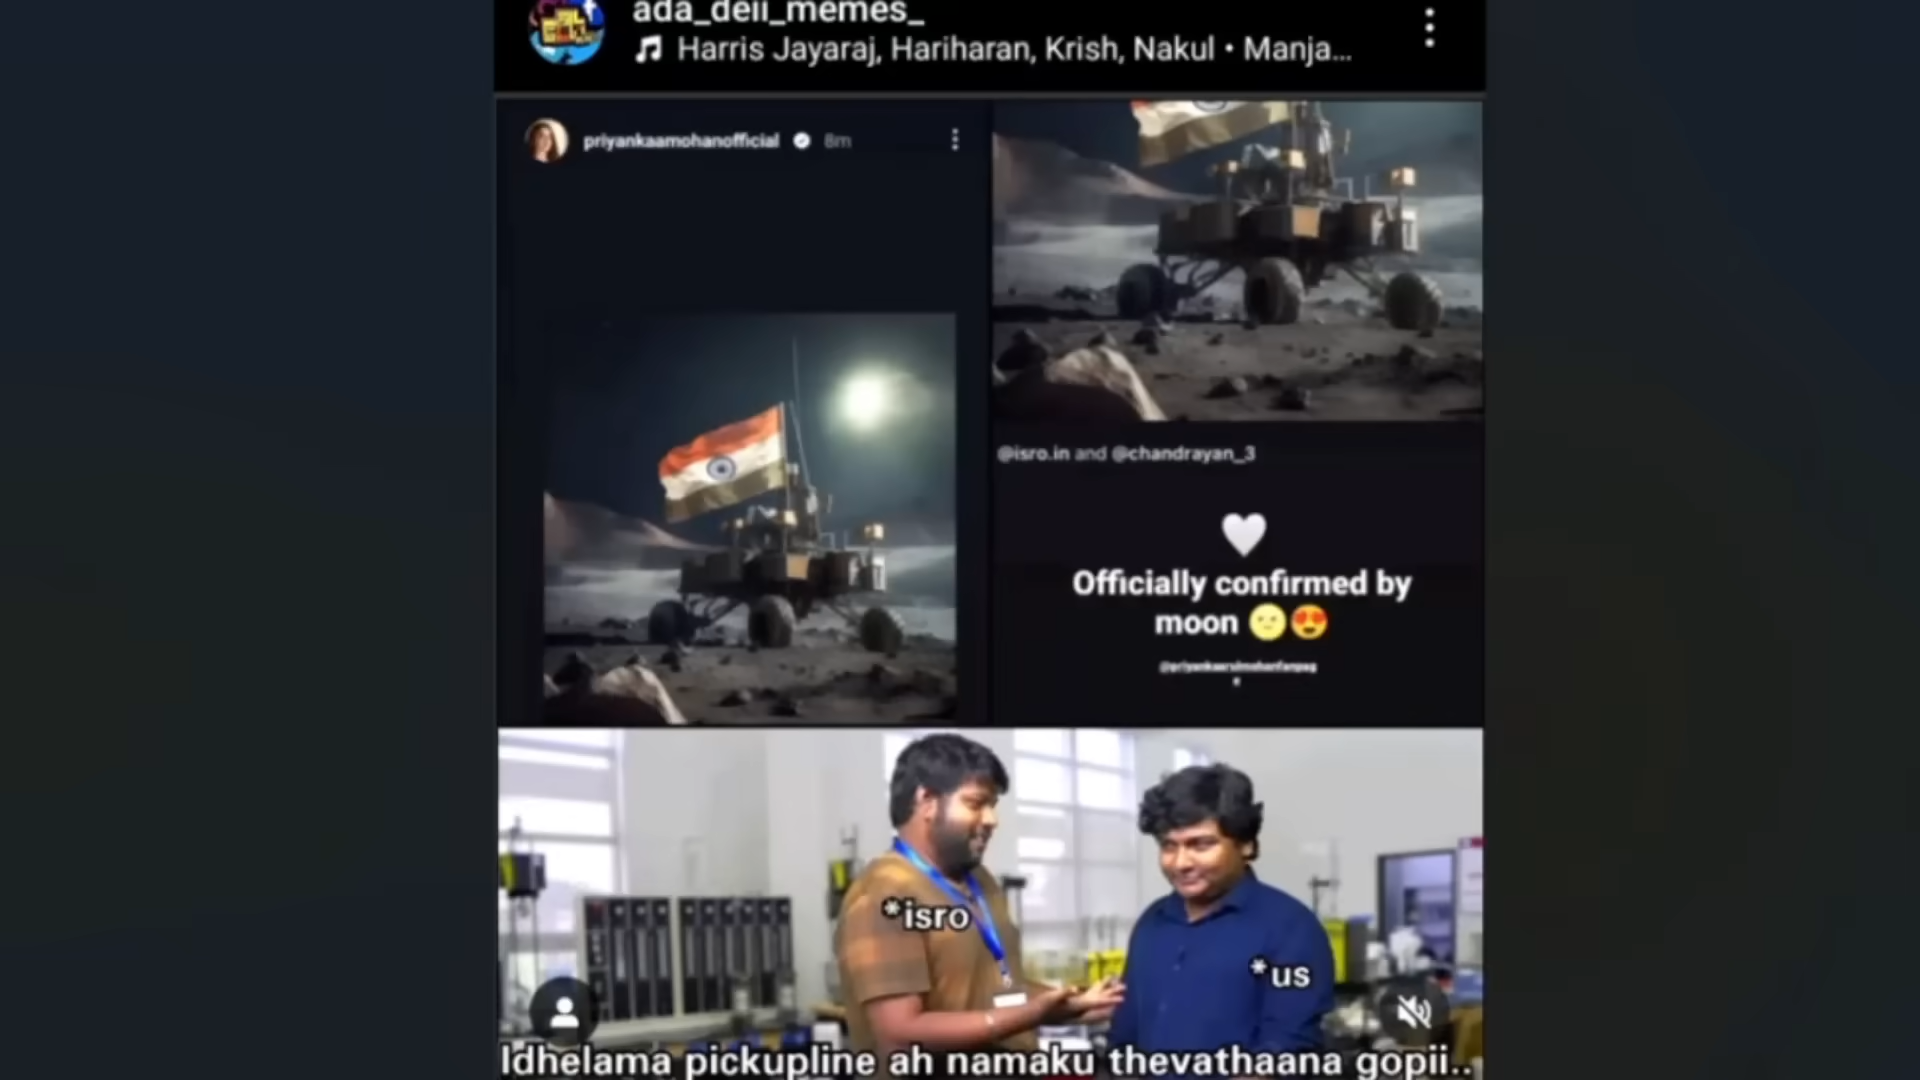 ada_deii_memes_
Harris Jayaraj, Hariharan, Krish, Nakul • Manja...
priyankaamohanofficial 8m
@isro.in and @chandrayan_3
Officially confirmed by
moon
*isro
*us
Idhelama pickupline ah namaku thevathaana gopii..